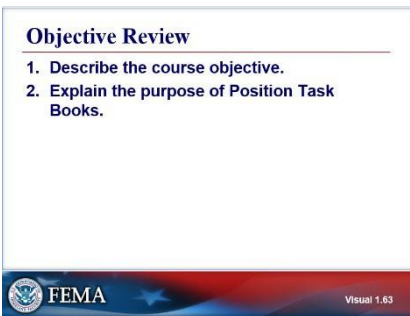 Objective Review
1. Describe the course objective.
2. Explain the purpose of Position Task
Books.
FEMA
Visual 1.63